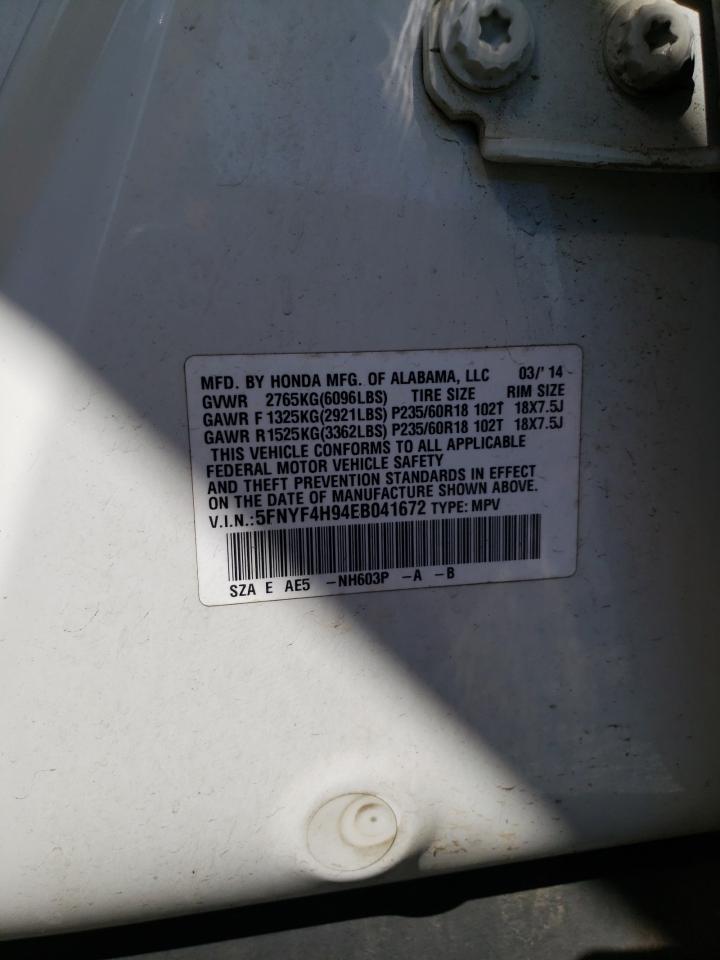 MFD. BY HONDA MFG. OF ALABAMA, LLC 03/'14
GVWR 2765KG(6096LBS) TIRE SIZE RIM SIZE
GAWR F 1325KG(2921LBS) P235/60R18 102T 18X7.5J
GAWR R 1525KG(3362LBS) P235/60R18 102T 18X7.5J
THIS VEHICLE CONFORMS TO ALL APPLICABLE
FEDERAL MOTOR VEHICLE SAFETY
AND THEFT PREVENTION STANDARDS IN EFFECT
ON THE DATE OF MANUFACTURE SHOWN ABOVE.
V.I.N.:5FNYF4H94EB041672 TYPE: MPV
SZA E AE5 -NH603P -A -B